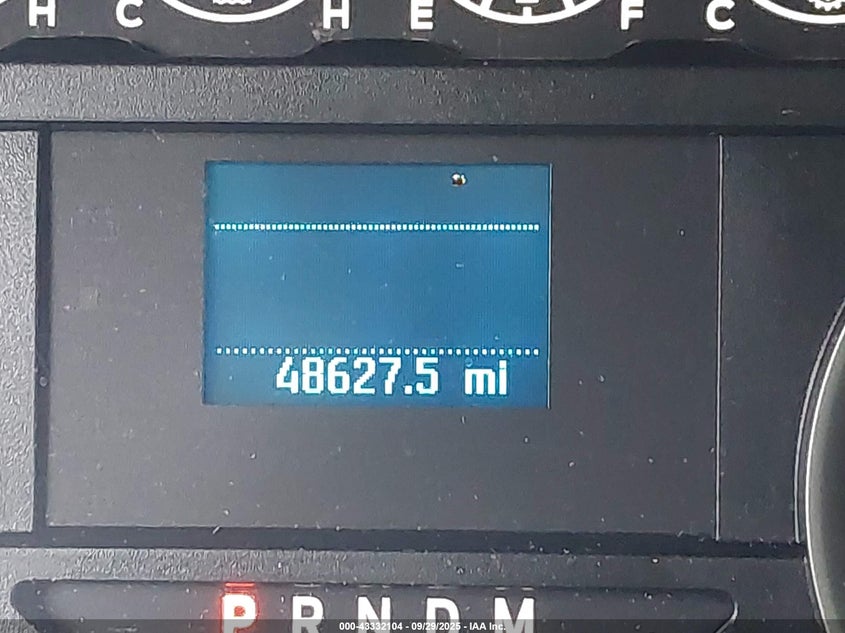 H C H E F C
48627.5 mi
P R N D M
000-43332104 - 09/29/2025 - IAA Inc.